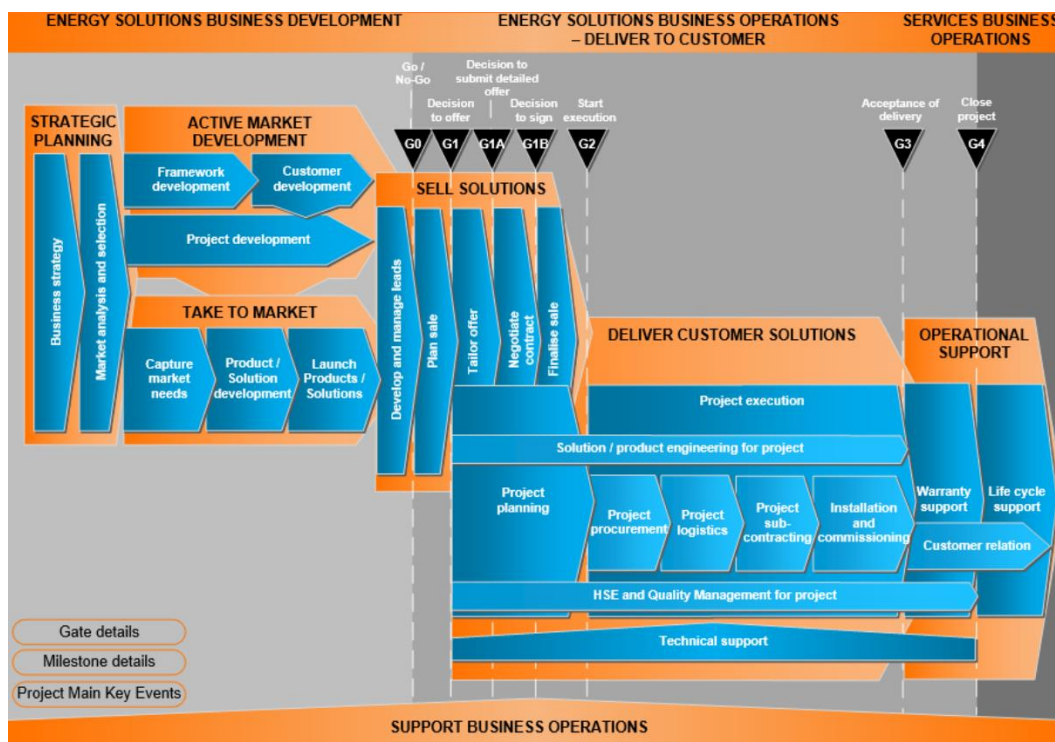 ENERGY SOLUTIONS BUSINESS DEVELOPMENT
ENERGY SOLUTIONS BUSINESS OPERATIONS
– DELIVER TO CUSTOMER
SERVICES BUSINESS
OPERATIONS
Go /
No-Go
Decision
to offer
Decision to
submit detailed
offer
Decision
to sign
Start
execution
Acceptance of
delivery
Close
project
G0
G1
G1A
G1B
G2
G3
G4
STRATEGIC
PLANNING
Business strategy
Market analysis and selection
ACTIVE MARKET
DEVELOPMENT
Framework
development
Customer
development
Project development
TAKE TO MARKET
Capture
market
needs
Product /
Solution
development
Launch
Products /
Solutions
SELL SOLUTIONS
Develop and manage leads
Plan sale
Tailor offer
Negotiate
contract
Finalise sale
DELIVER CUSTOMER SOLUTIONS
Project execution
Solution / product engineering for project
Project
planning
Project
procurement
Project
logistics
Project
sub-
contracting
Installation
and
commissioning
HSE and Quality Management for project
Technical support
OPERATIONAL
SUPPORT
Warranty
support
Life cycle
support
Customer relation
Gate details
Milestone details
Project Main Key Events
SUPPORT BUSINESS OPERATIONS